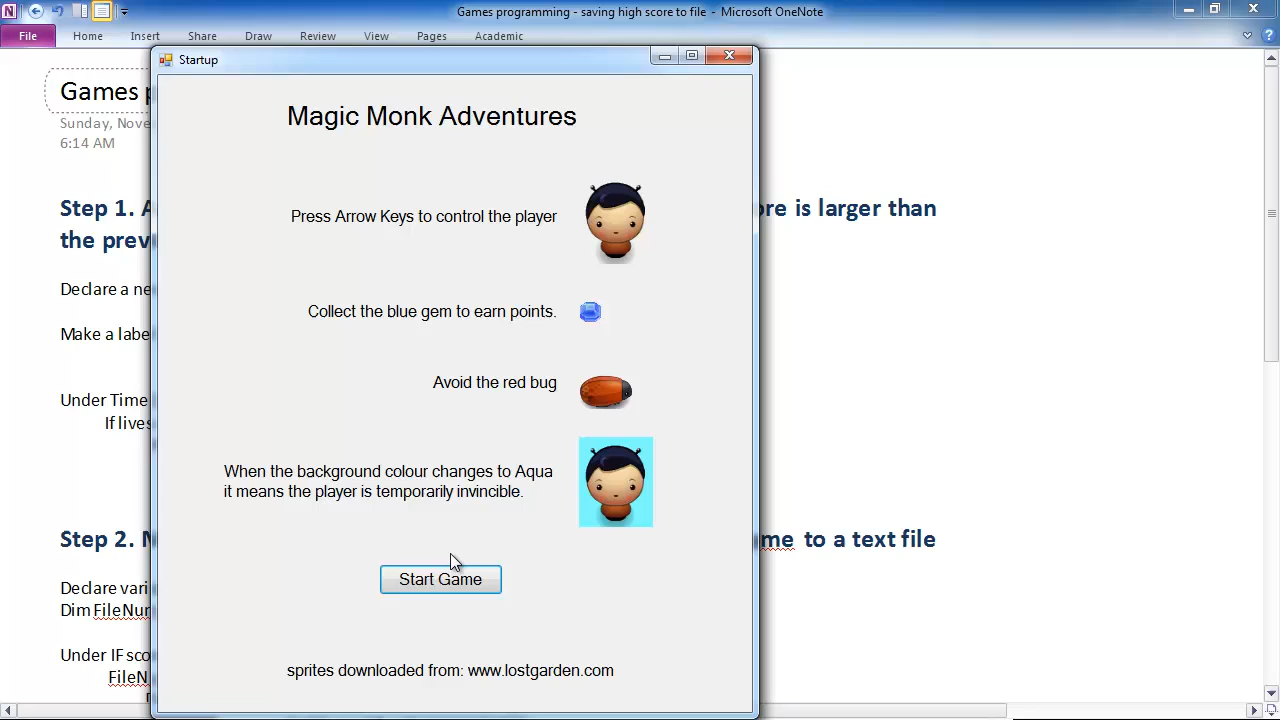 Games programming - saving high score to file - Microsoft OneNote
File Home Insert Share Draw Review View Pages Academic
Startup
Games
Sunday, Nove
6:14 AM
Magic Monk Adventures
Press Arrow Keys to control the player
Step 1. A
ore is larger than
the prev
Declare a ne
Collect the blue gem to earn points.
Make a labe
Avoid the red bug
Under Time
If lives
When the background colour changes to Aqua
it means the player is temporarily invincible.
Step 2.
me to a text file
Start Game
Declare vari
Dim FileNum
Under IF sco
FileN
sprites downloaded from: www.lostgarden.com